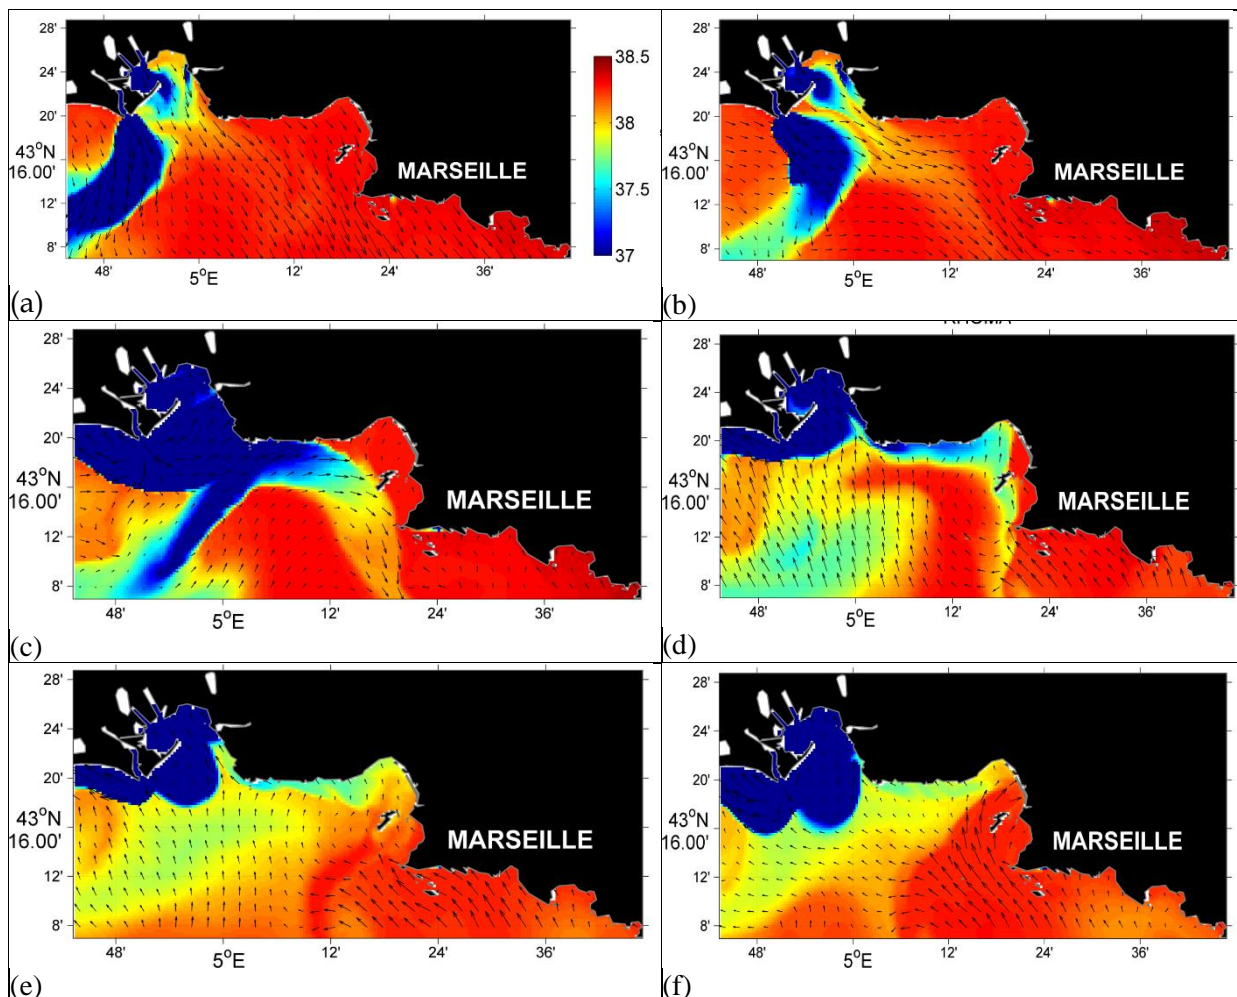 28'
24'
20'
43°N
16.00'
12'
8'
48'
5°E
12'
24'
36'
MARSEILLE
38.5
38
37.5
37
(a)
28'
24'
20'
43°N
16.00'
12'
8'
48'
5°E
12'
24'
36'
MARSEILLE
(b)
28'
24'
20'
43°N
16.00'
12'
8'
48'
5°E
12'
24'
36'
MARSEILLE
(c)
28'
24'
20'
43°N
16.00'
12'
8'
48'
5°E
12'
24'
36'
MARSEILLE
(d)
28'
24'
20'
43°N
16.00'
12'
8'
48'
5°E
12'
24'
36'
MARSEILLE
(e)
28'
24'
20'
43°N
16.00'
12'
8'
48'
5°E
12'
24'
36'
MARSEILLE
(f)